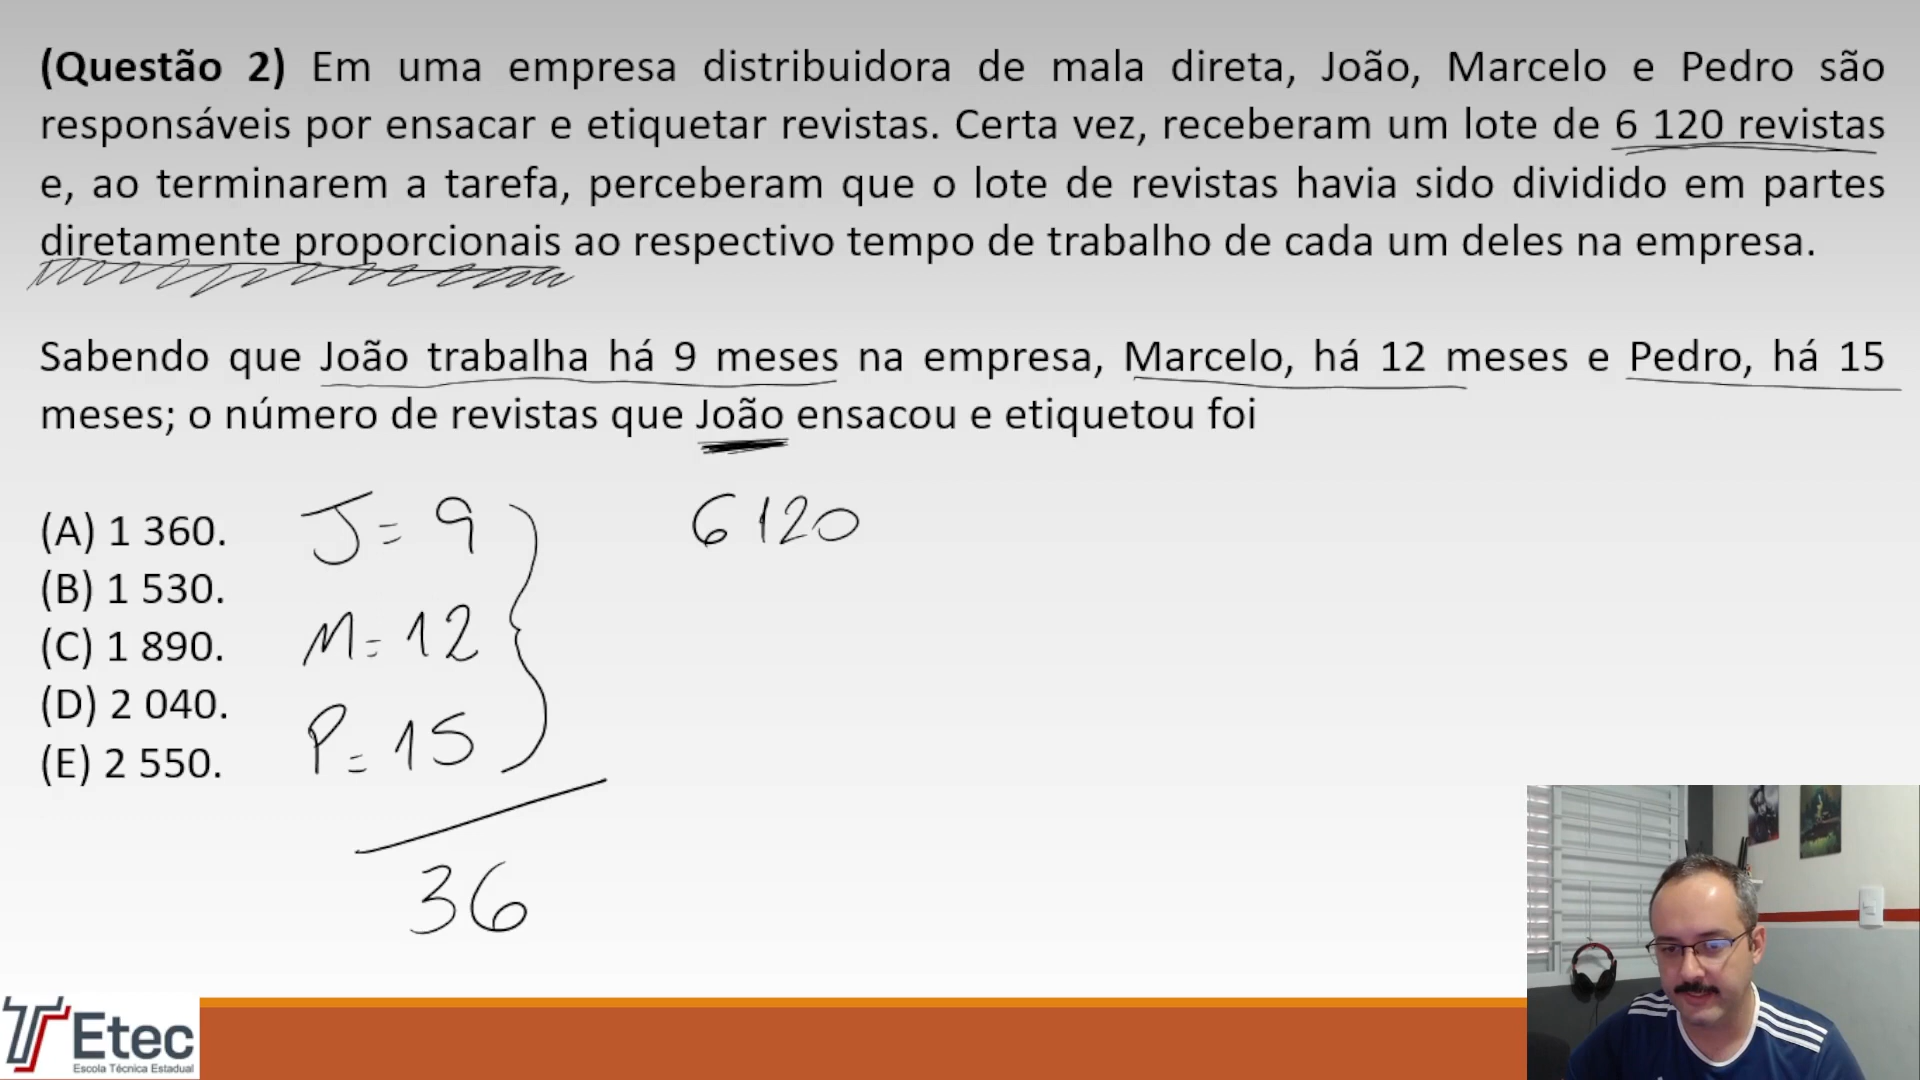 (Questão 2) Em uma empresa distribuidora de mala direta, João, Marcelo e Pedro são
responsáveis por ensacar e etiquetar revistas. Certa vez, receberam um lote de 6 120 revistas
e, ao terminarem a tarefa, perceberam que o lote de revistas havia sido dividido em partes
diretamente proporcionais ao respectivo tempo de trabalho de cada um deles na empresa.
Sabendo que João trabalha há 9 meses na empresa, Marcelo, há 12 meses e Pedro, há 15
meses; o número de revistas que João ensacou e etiquetou foi
(A) 1 360.
(B) 1 530.
(C) 1 890.
(D) 2 040.
(E) 2 550.
J = 9
M = 12
P = 15
36
6120
Etec
Escola Técnica Estadual